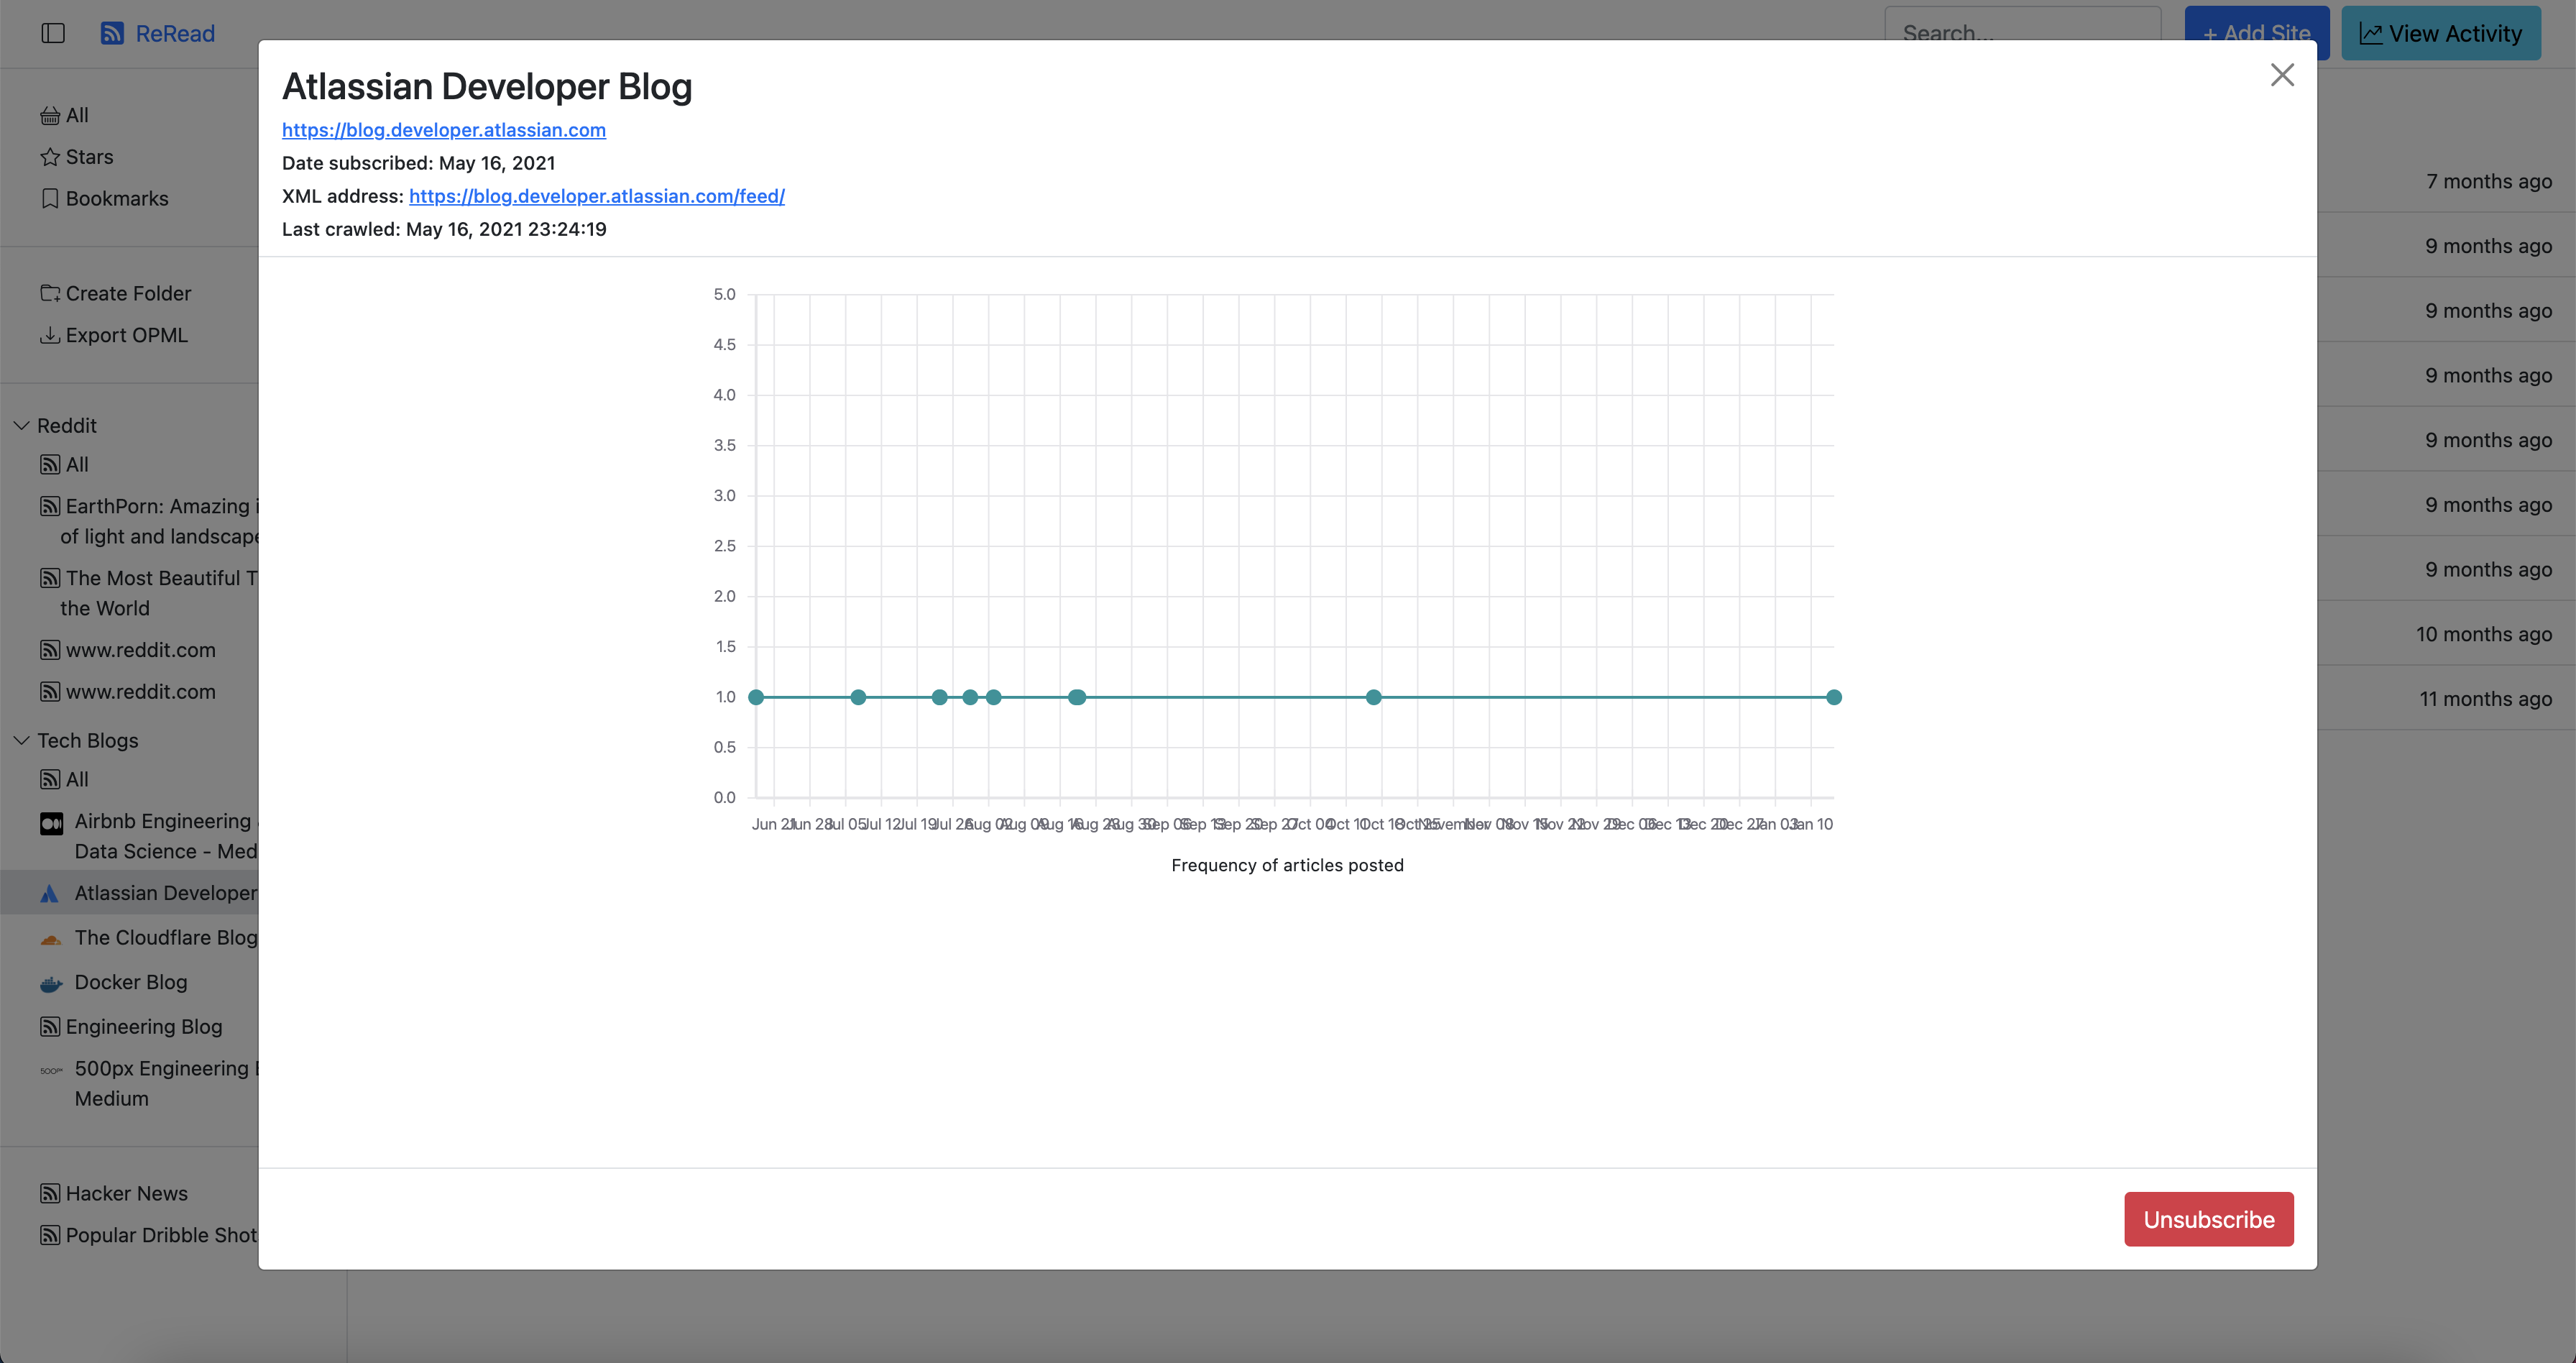 ReRead
Search...
+ Add Site
View Activity
All
Stars
Bookmarks
Create Folder
Export OPML
Reddit
All
EarthPorn: Amazing i
of light and landscape
The Most Beautiful T
the World
www.reddit.com
www.reddit.com
Tech Blogs
All
Airbnb Engineering
Data Science - Med
Atlassian Developer
The Cloudflare Blog
Docker Blog
Engineering Blog
500px
500px Engineering
Medium
Hacker News
Popular Dribble Shot
Atlassian Developer Blog
https://blog.developer.atlassian.com
Date subscribed: May 16, 2021
XML address: https://blog.developer.atlassian.com/feed/
Last crawled: May 16, 2021 23:24:19
5.0
4.5
4.0
3.5
3.0
2.5
2.0
1.5
1.0
0.5
0.0
Jun 21 Jun 28 Jul 05 Jul 12 Jul 19 Jul 26 Aug 02 Aug 09 Aug 16 Aug 23 Aug 30 Sep 06 Sep 13 Sep 20 Sep 27 Oct 04 Oct 11 Oct 18 Oct 25 November Nov 08 Nov 15 Nov 22 Nov 29 Dec 06 Dec 13 Dec 20 Dec 27 Jan 03 Jan 10
Frequency of articles posted
Unsubscribe
7 months ago
9 months ago
9 months ago
9 months ago
9 months ago
9 months ago
9 months ago
10 months ago
11 months ago